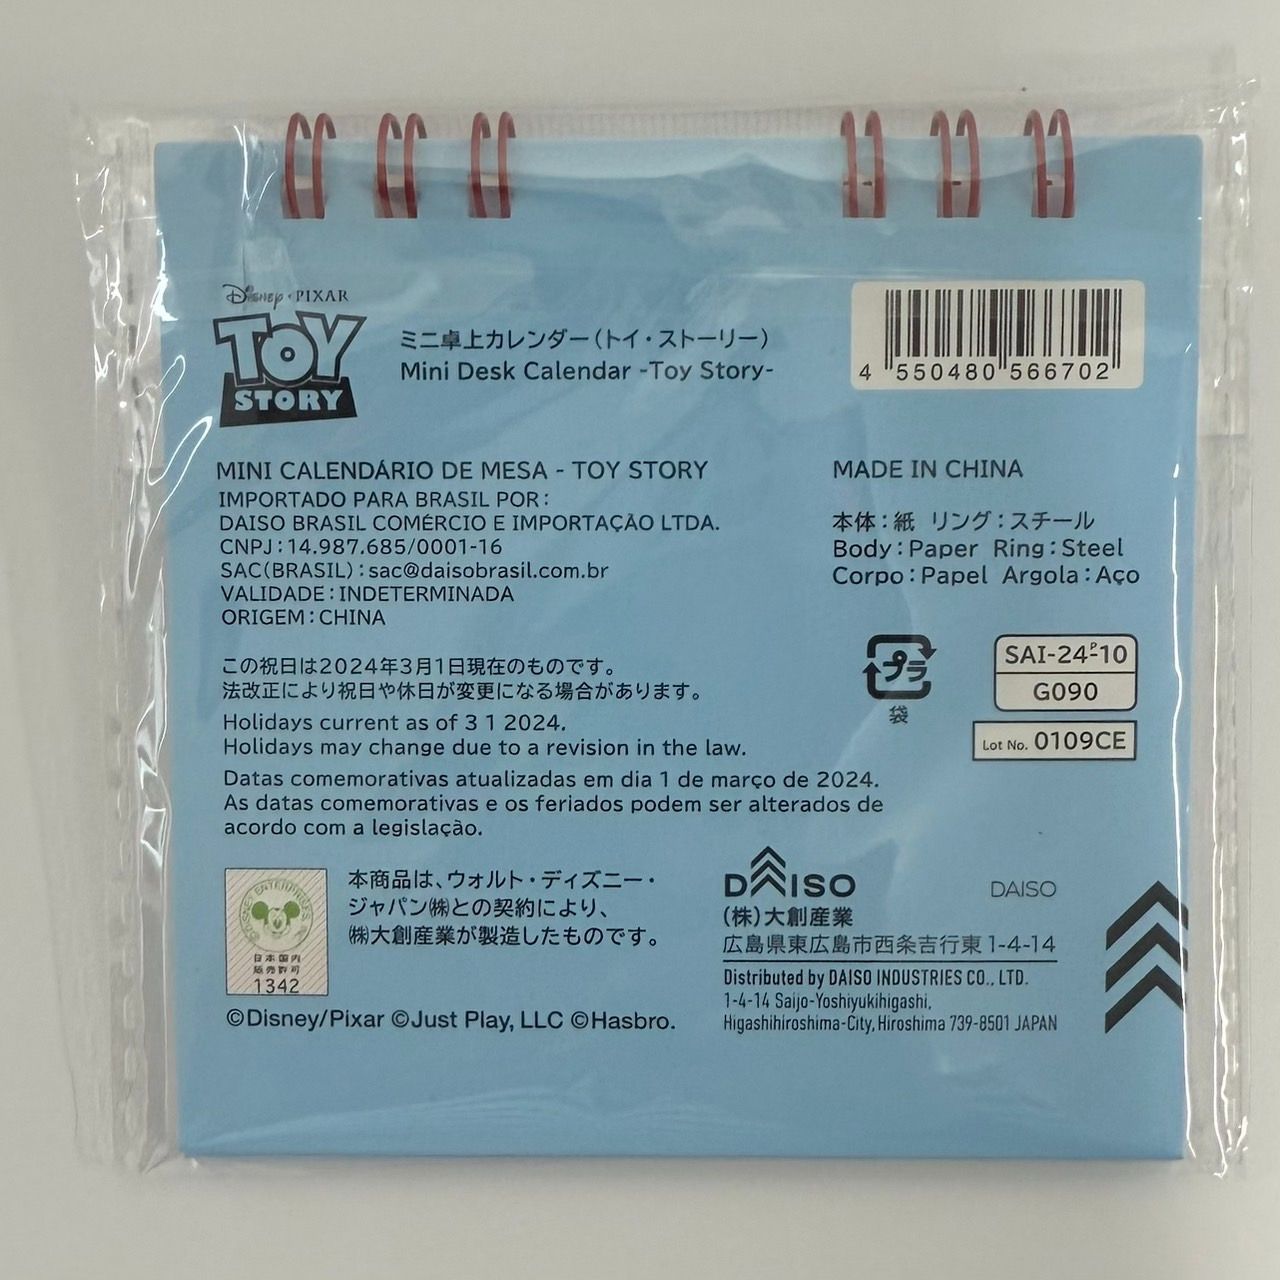 Disney・PIXAR
TOY
STORY
ミニ卓上カレンダー(トイ・ストーリー)
Mini Desk Calendar -Toy Story-
4 550480 566702
MINI CALENDÁRIO DE MESA - TOY STORY
IMPORTADO PARA BRASIL POR:
DAISO BRASIL COMÉRCIO E IMPORTAÇÃO LTDA.
CNPJ:14.987.685/0001-16
SAC(BRASIL):sac@daisobrasil.com.br
VALIDADE:INDETERMINADA
ORIGEM:CHINA
MADE IN CHINA
本体:紙 リング:スチール
Body:Paper Ring:Steel
Corpo:Papel Argola:Aço
この祝日は2024年3月1日現在のものです。
法改正により祝日や休日が変更になる場合があります。
Holidays current as of 3 1 2024.
Holidays may change due to a revision in the law.
Datas comemorativas atualizadas em dia 1 de março de 2024.
As datas comemorativas e os feriados podem ser alterados de
acordo com a legislação.
プラ
袋
SAI-24-P-10
G090
Lot No. 0109CE
DISNEY ENTERPRISES
日本国内
販売許可
1342
本商品は、ウォルト・ディズニー・
ジャパン㈱との契約により、
㈱大創産業が製造したものです。
©Disney/Pixar ©Just Play, LLC ©Hasbro.
DAISO
DAISO
(株)大創産業
広島県東広島市西条吉行東1-4-14
Distributed by DAISO INDUSTRIES CO., LTD.
1-4-14 Saijo-Yoshiyukihigashi,
Higashihiroshima-City, Hiroshima 739-8501 JAPAN